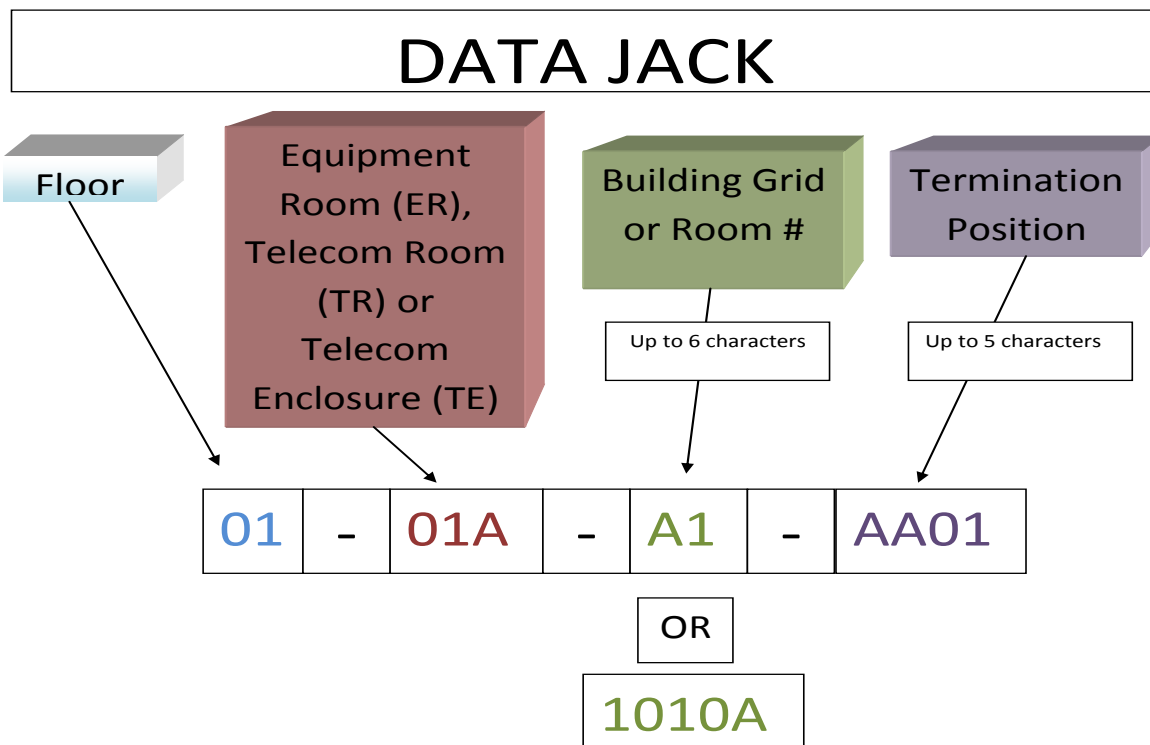 DATA JACK
Floor
Equipment
Room (ER),
Telecom Room
(TR) or
Telecom
Enclosure (TE)
Building Grid
or Room #
Termination
Position
Up to 6 characters
Up to 5 characters
01 - 01A - A1 - AA01
OR
1010A